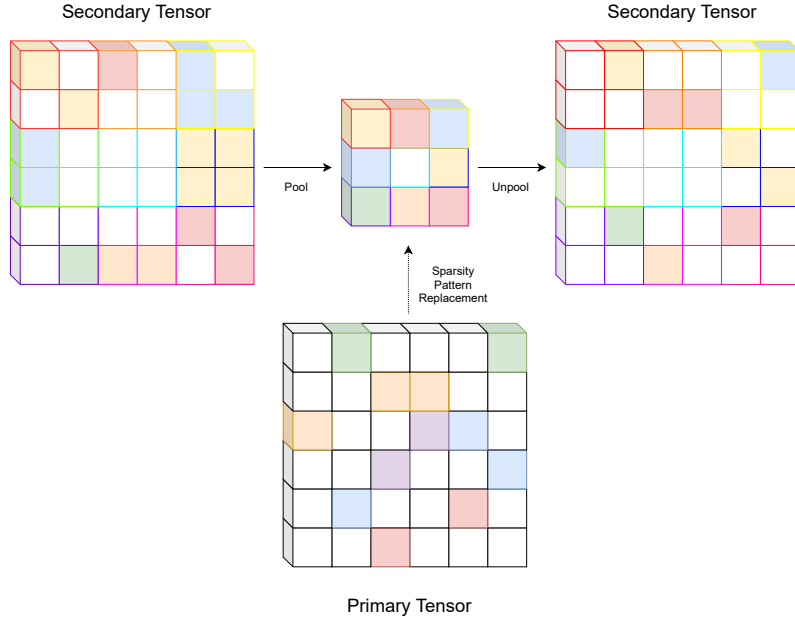 Secondary Tensor
Secondary Tensor
Pool
Unpool
Sparsity
Pattern
Replacement
Primary Tensor